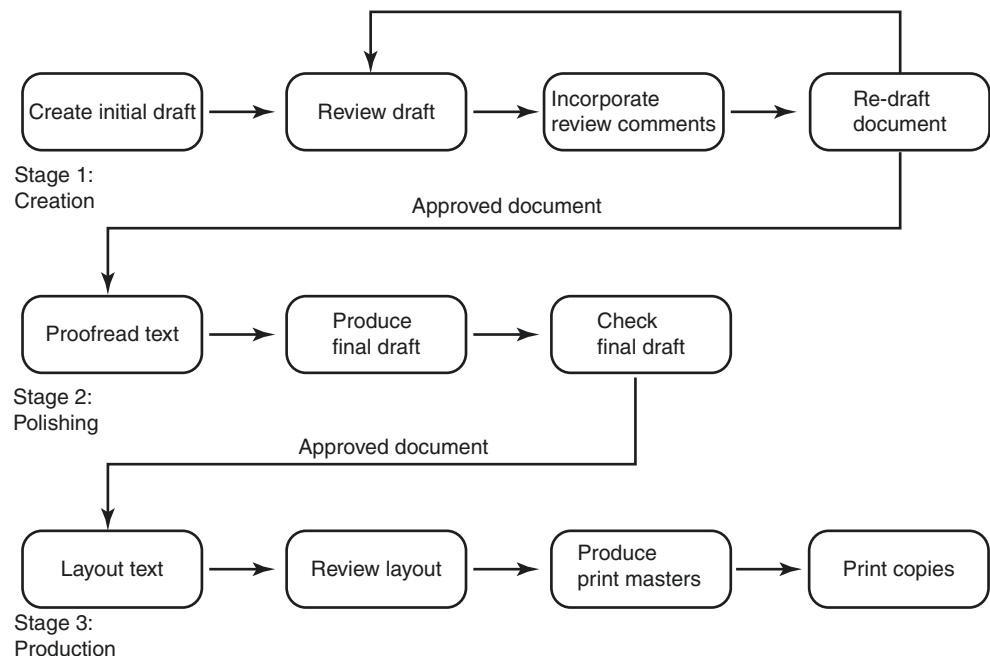 Create initial draft
Review draft
Incorporate
review comments
Re-draft
document
Stage 1:
Creation
Approved document
Proofread text
Produce
final draft
Check
final draft
Stage 2:
Polishing
Approved document
Layout text
Review layout
Produce
print masters
Print copies
Stage 3:
Production